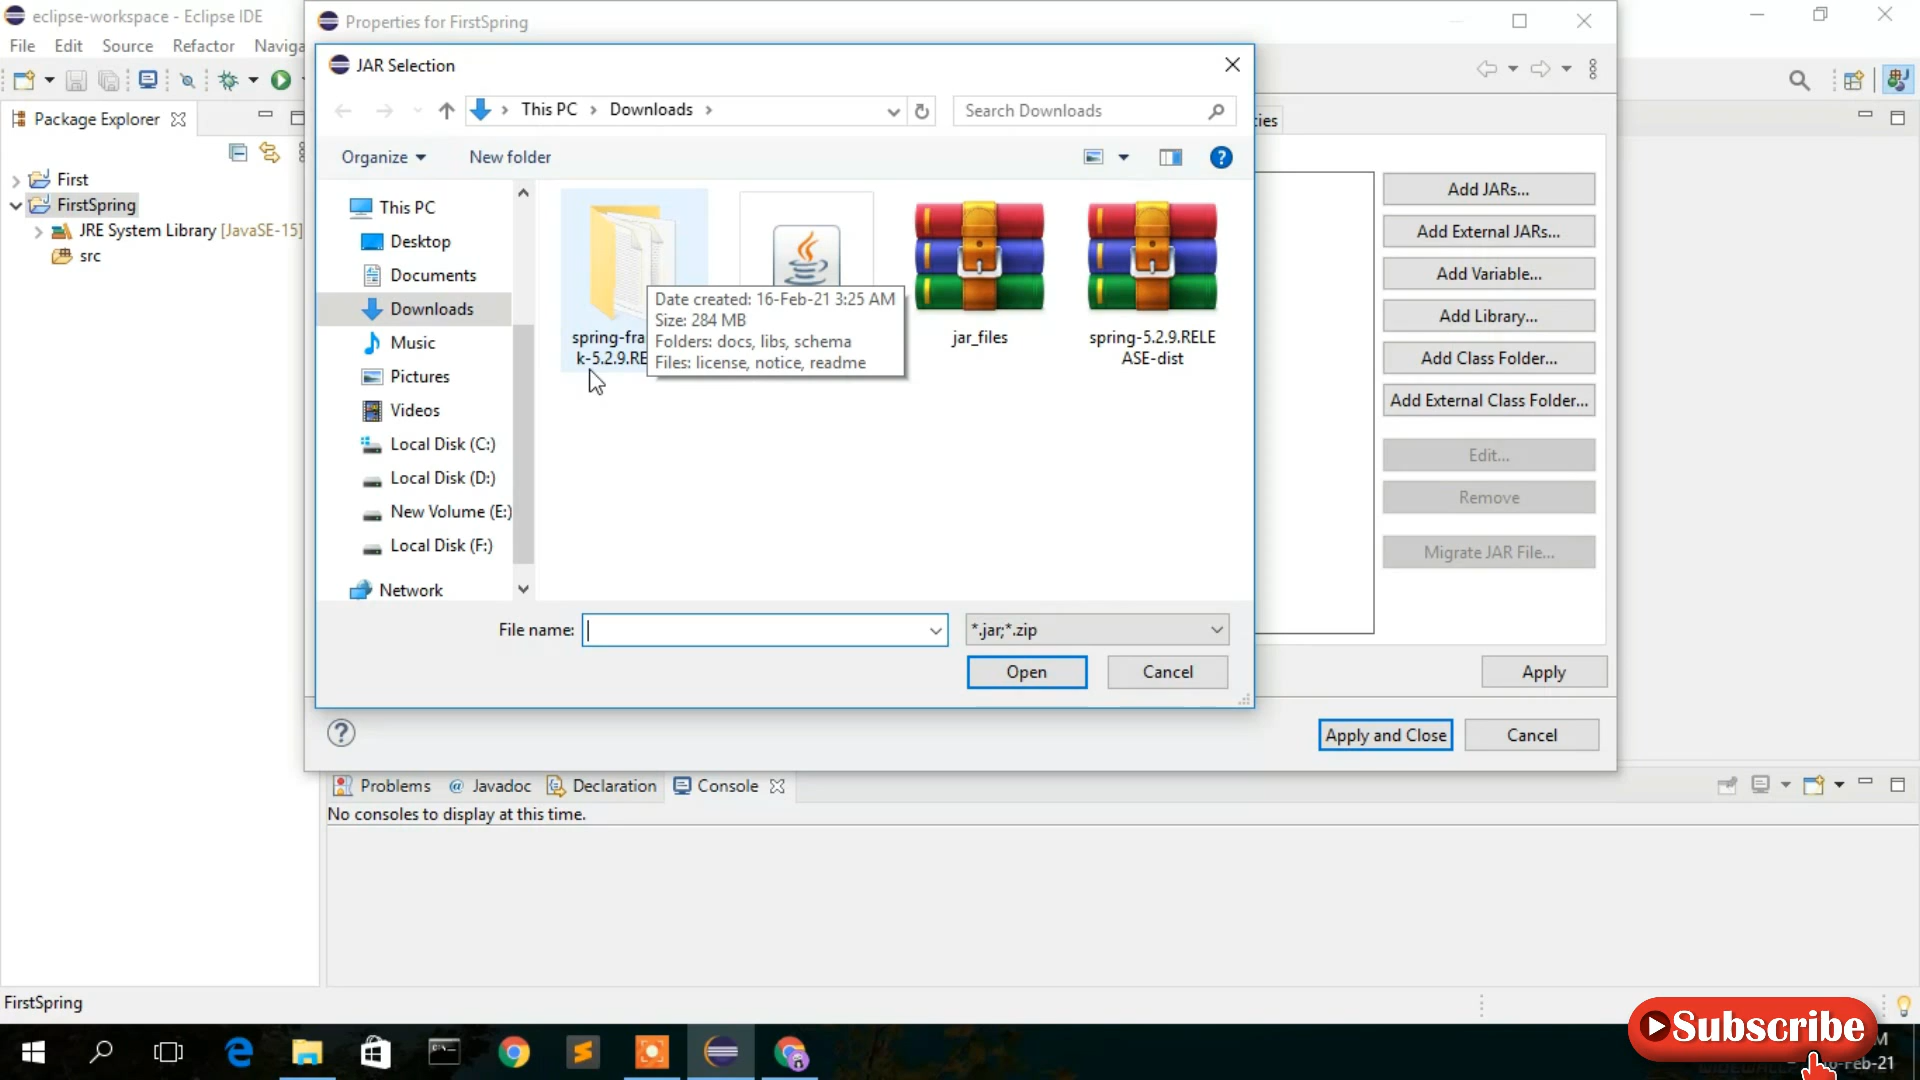 eclipse-workspace - Eclipse IDE
File Edit Source Refactor Naviga
Package Explorer
First
FirstSpring
JRE System Library [JavaSE-15]
src
Properties for FirstSpring
JAR Selection
This PC > Downloads >
Search Downloads
Organize
New folder
This PC
Desktop
Documents
Downloads
Music
Pictures
Videos
Local Disk (C:)
Local Disk (D:)
New Volume (E:)
Local Disk (F:)
Network
spring-fra
k-5.2.9.RE
Date created: 16-Feb-21 3:25 AM
Size: 284 MB
Folders: docs, libs, schema
Files: license, notice, readme
jar_files
spring-5.2.9.RELE
ASE-dist
File name:
*.jar;*.zip
Open
Cancel
ies
Add JARs...
Add External JARs...
Add Variable...
Add Library...
Add Class Folder...
Add External Class Folder...
Edit...
Remove
Migrate JAR File...
Apply
Apply and Close
Cancel
Problems @ Javadoc Declaration Console
No consoles to display at this time.
FirstSpring
Subscribe